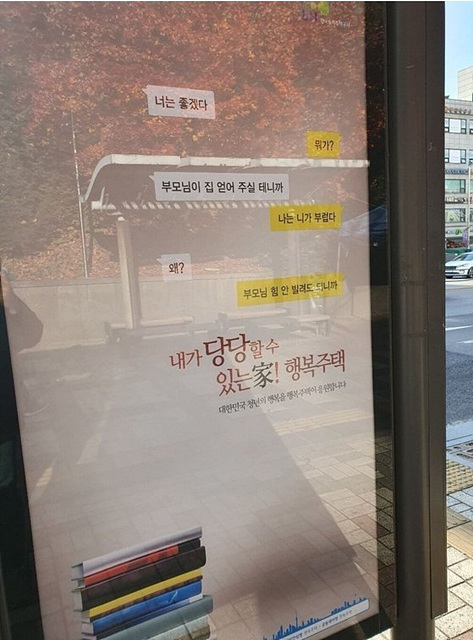 너는 좋겠다
뭐가?
부모님이 집 얻어 주실 테니까
나는 니가 부럽다
왜?
부모님 힘 안 빌려도 되니까
내가 당당할 수
있는 家! 행복주택
대한민국 청년의 행복을 행복주택이 응원합니다